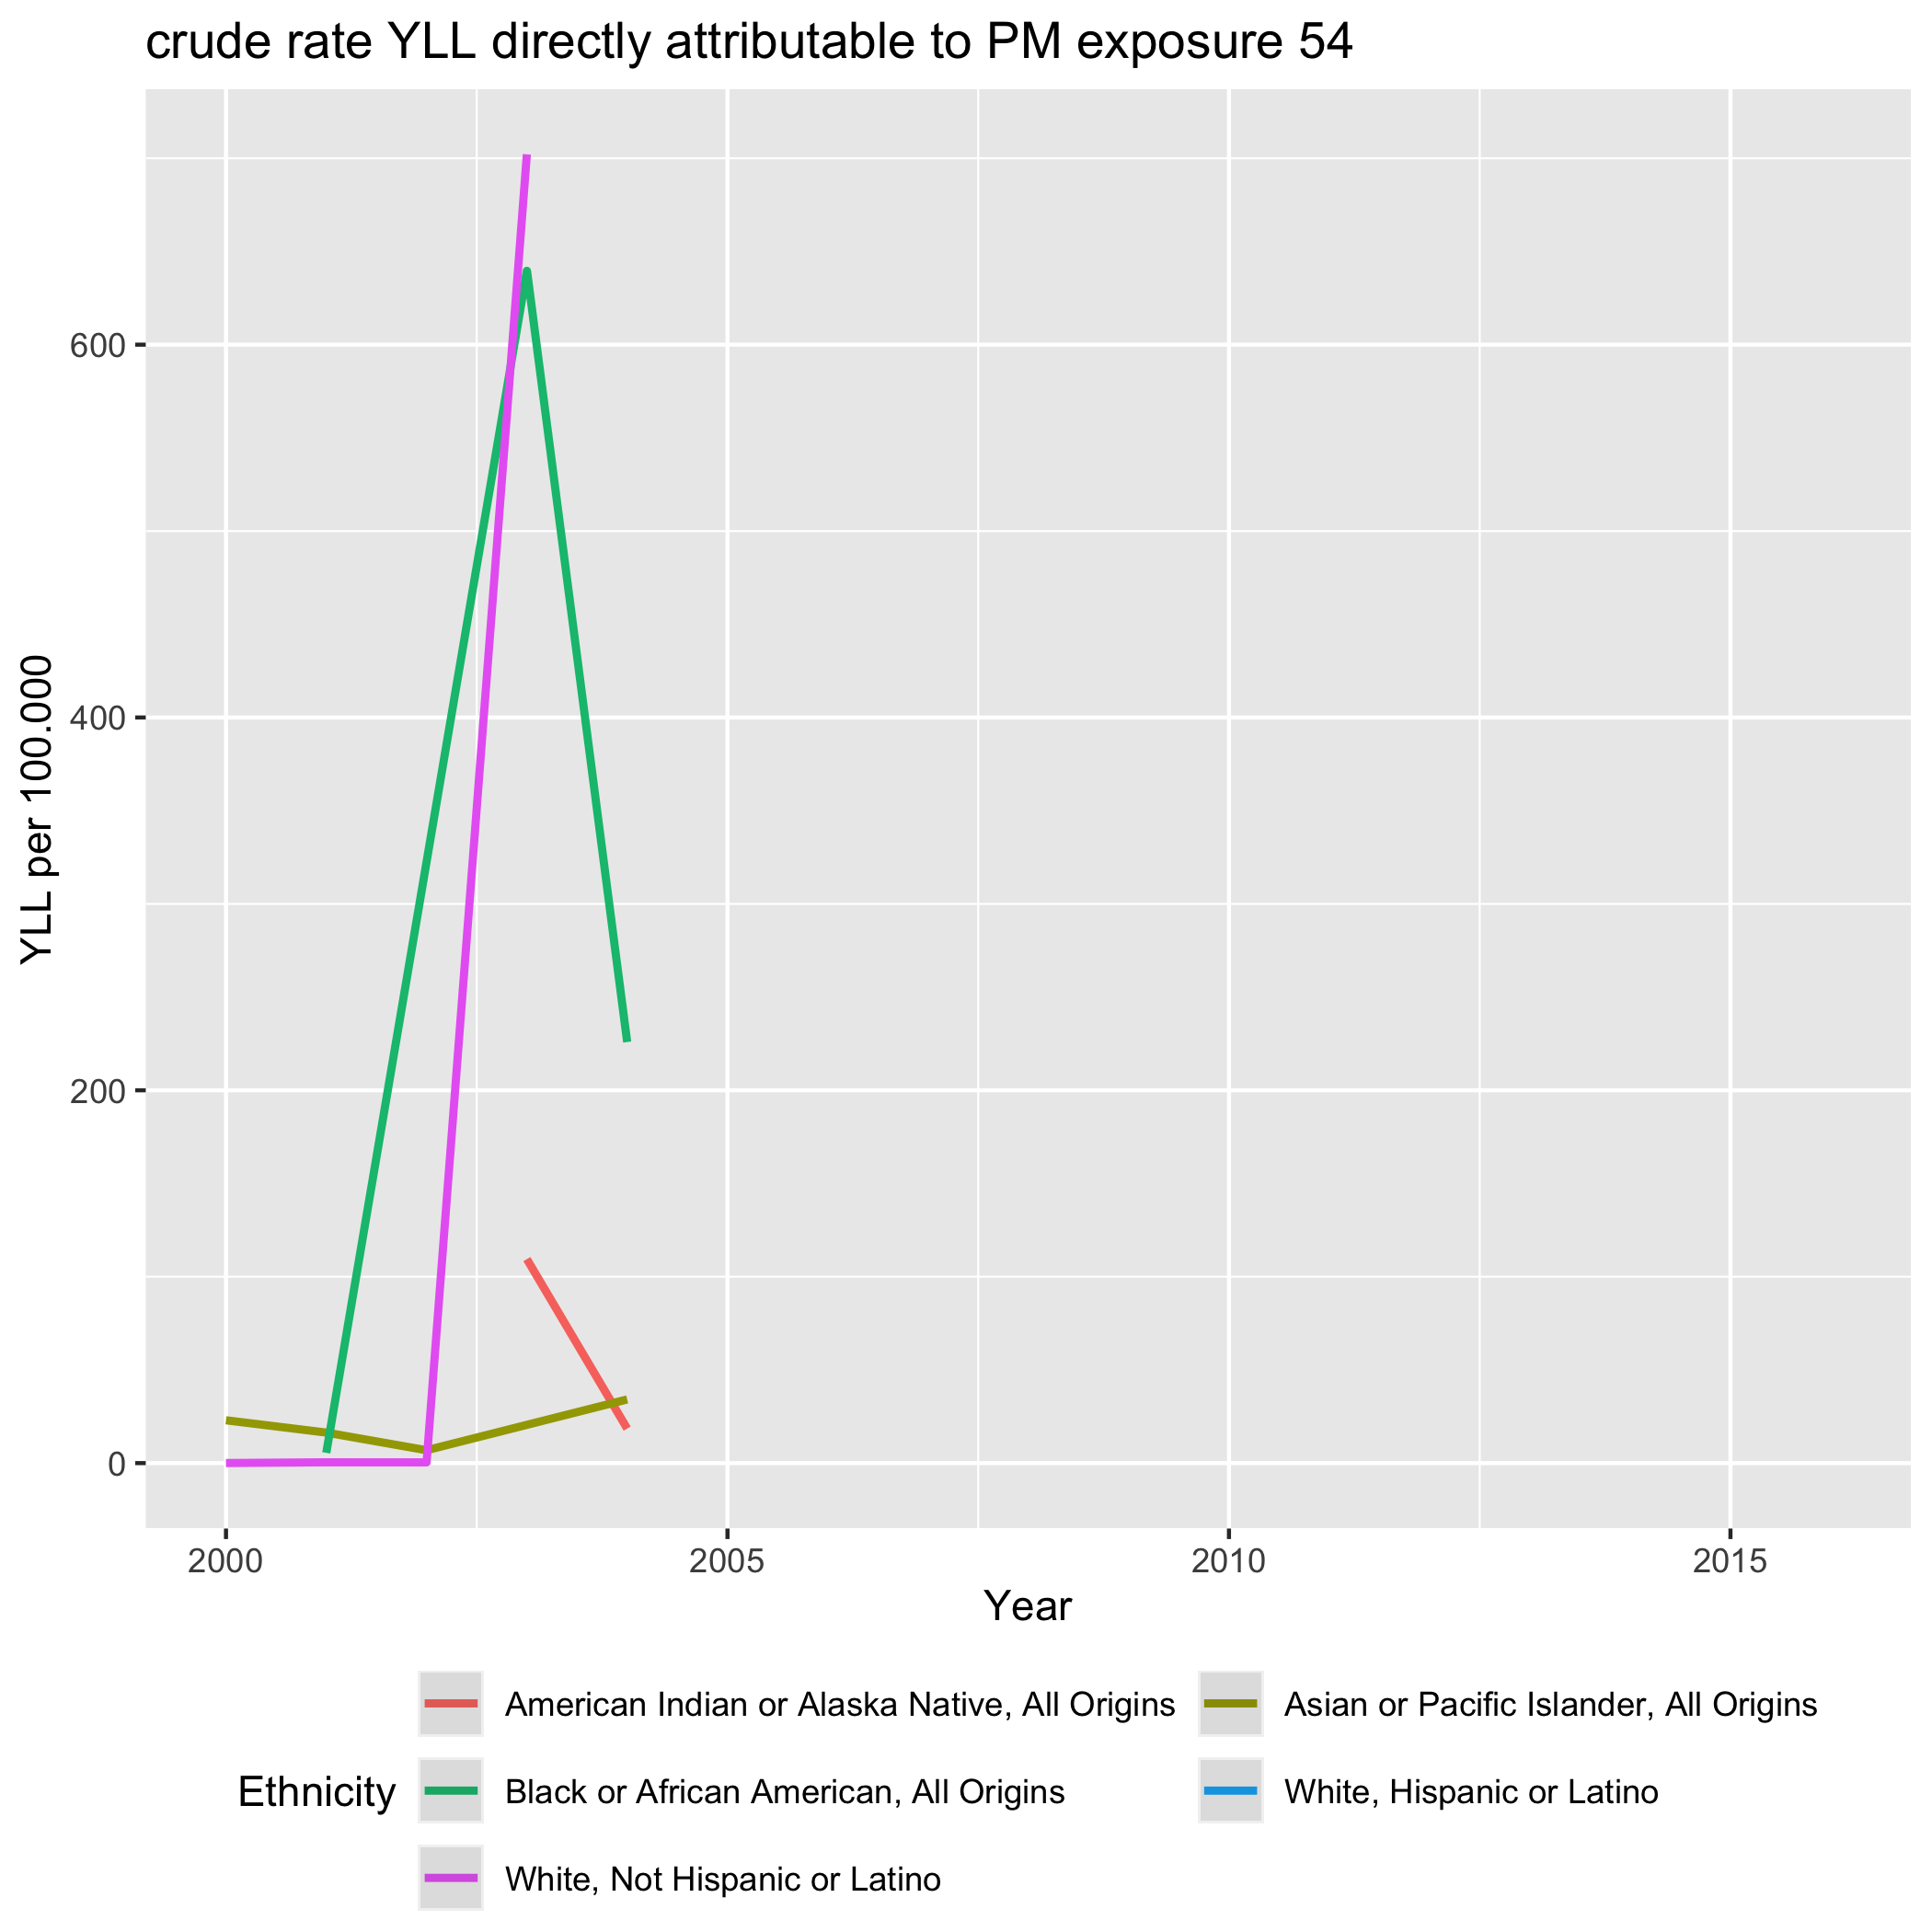 crude rate YLL directly attributable to PM exposure 54
YLL per 100.000
600
400
200
0
2000 2005 2010 2015
Year
Ethnicity
American Indian or Alaska Native, All Origins
Asian or Pacific Islander, All Origins
Black or African American, All Origins
White, Hispanic or Latino
White, Not Hispanic or Latino